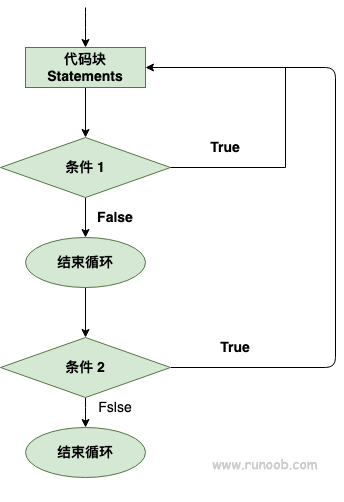 代码块
Statements
条件 1
True
False
结束循环
True
条件 2
Fslse
结束循环
www.runoob.com